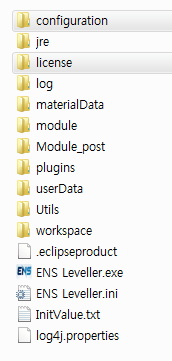 configuration
jre
license
log
materialData
module
Module_post
plugins
userData
Utils
workspace
.eclipseproduct
ENS Leveller.exe
ENS Leveller.ini
InitValue.txt
log4j.properties